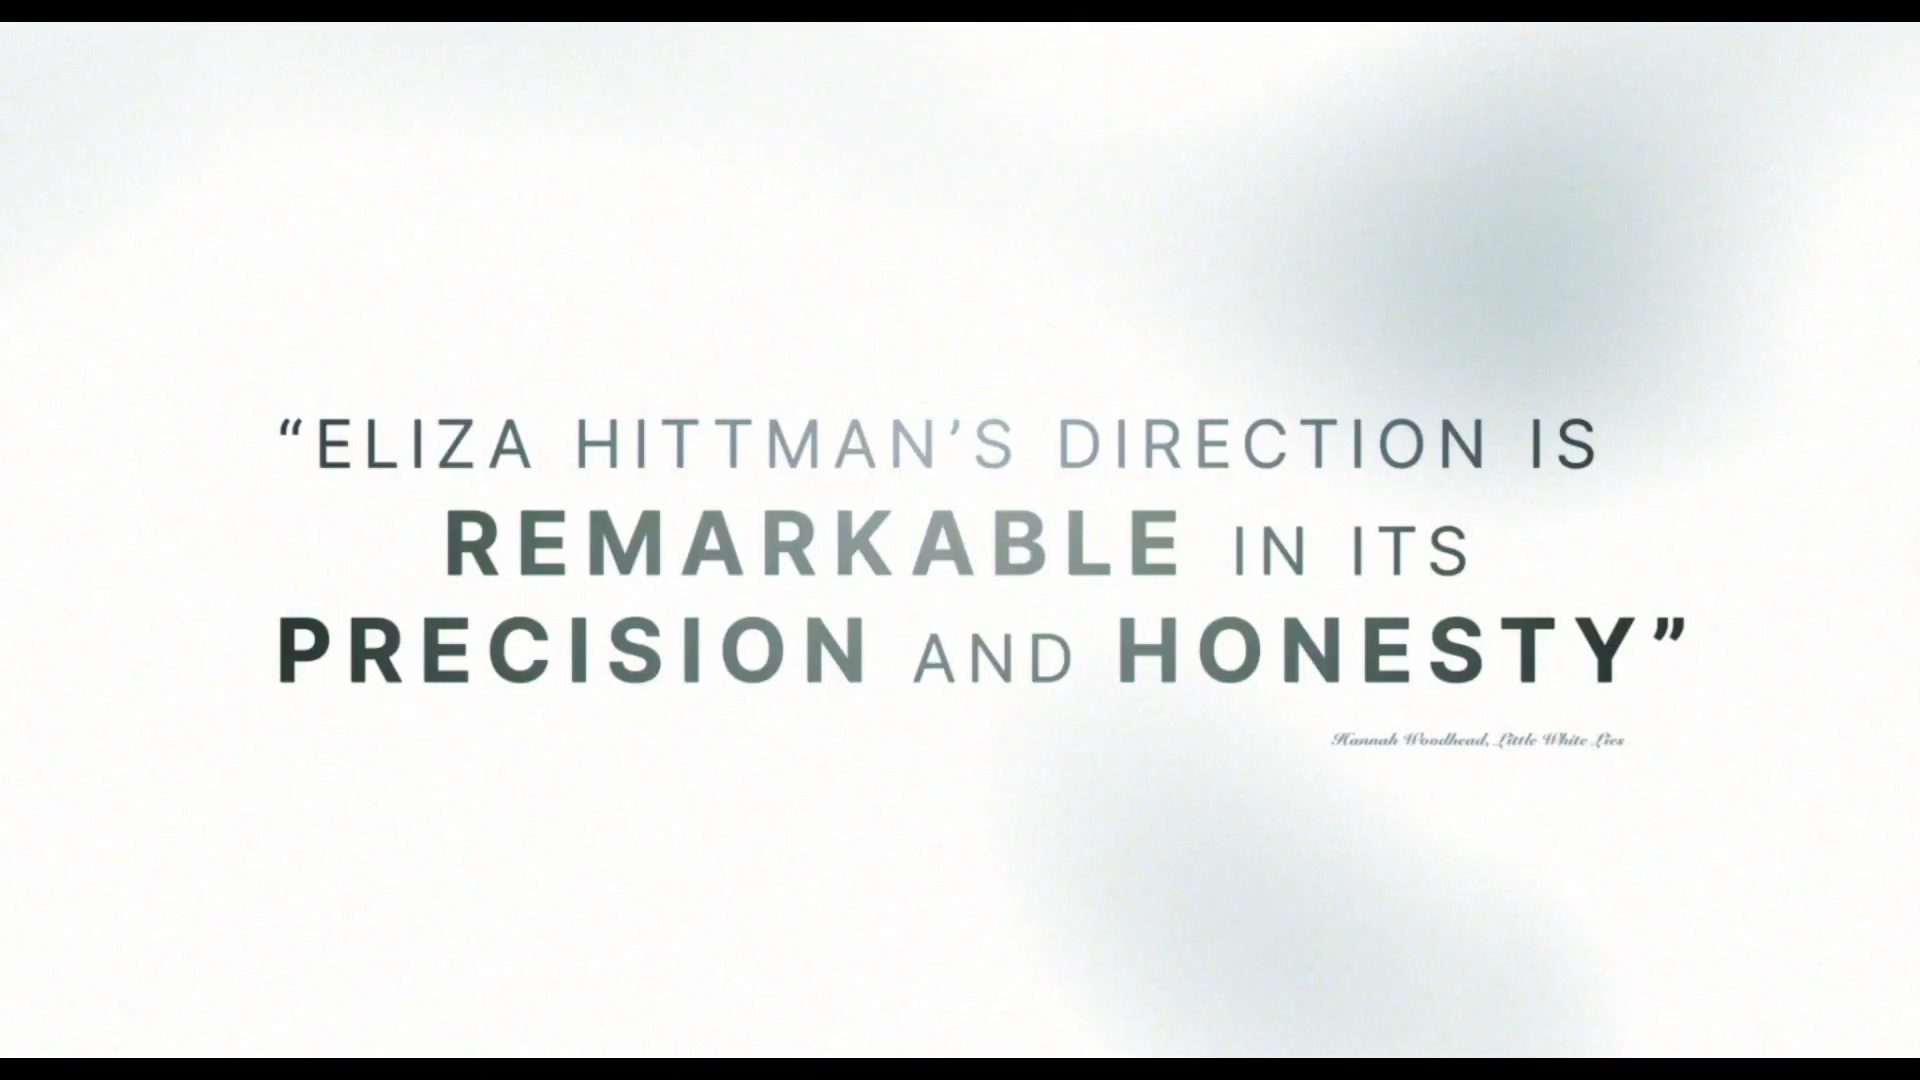 “ELIZA HITTMAN’S DIRECTION IS
REMARKABLE IN ITS
PRECISION AND HONESTY”
Hannah Woodhead, Little White Lies